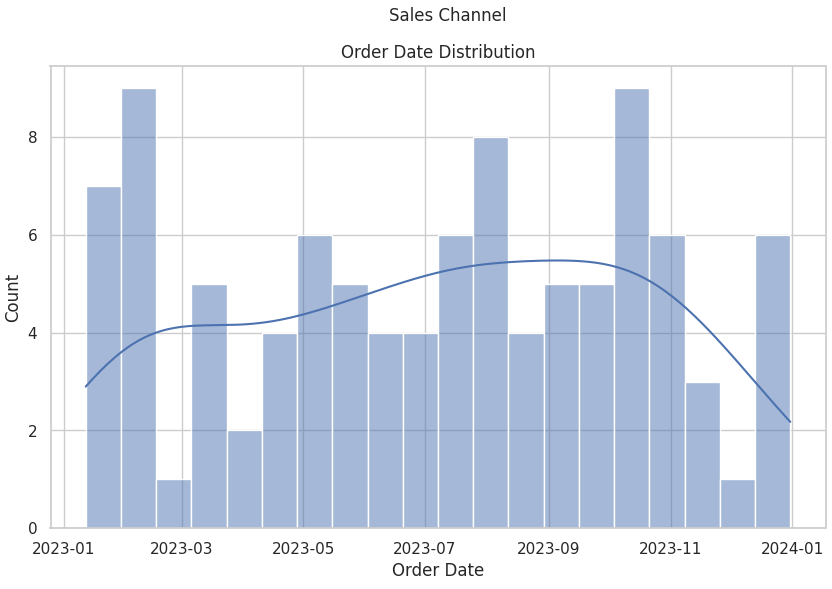 Sales Channel
Order Date Distribution
8
6
4
2
0
Count
2023-01 2023-03 2023-05 2023-07 2023-09 2023-11 2024-01
Order Date